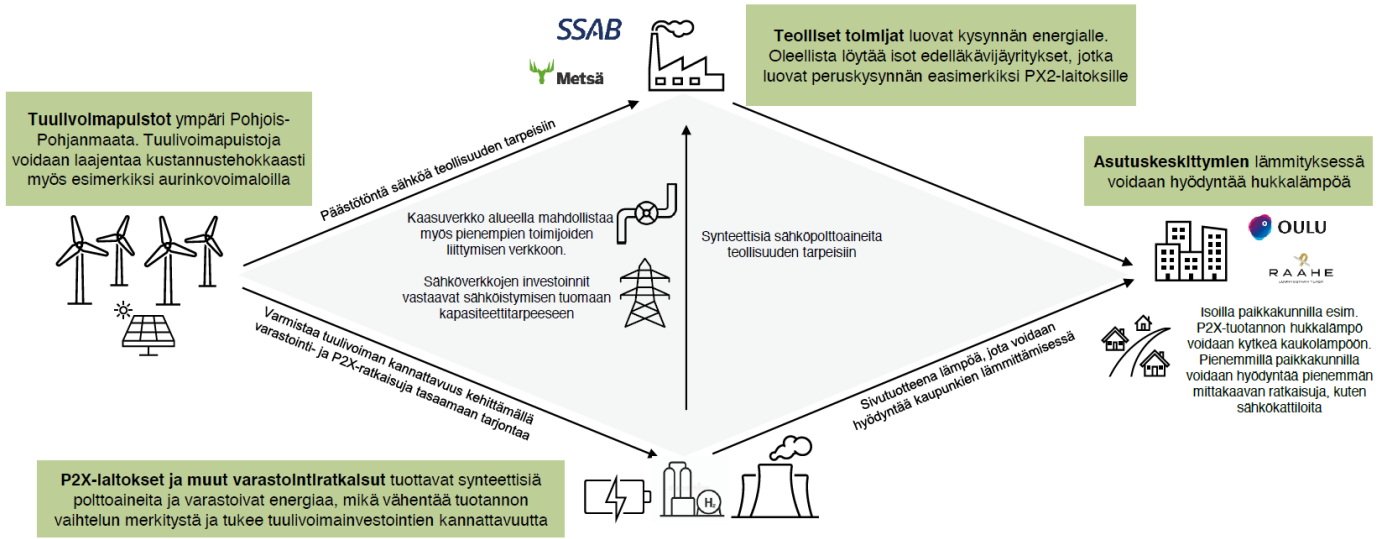 SSAB
Metsä
Teolliset toimijat luovat kysynnän energialle.
Oleellista löytää isot edelläkävijäyritykset, jotka
luovat peruskysynnän easimerkiksi PX2-laitoksille
Tuulivoimapuistot ympäri Pohjois-
Pohjanmaata. Tuulivoimapuistoja
voidaan laajentaa kustannustehokkaasti
myös esimerkiksi aurinkovoimaloilla
Päästötöntä sähköä teollisuuden tarpeisiin
Asutuskeskittymien lämmityksessä
voidaan hyödyntää hukkalämpöä
Kaasuverkko alueella mahdollistaa
myös pienempien toimijoiden
liittymisen verkkoon.
Synteettisiä sähköpolttoaineita
teollisuuden tarpeisiin
Sähköverkkojen investoinnit
vastaavat sähköistymisen tuomaan
kapasiteettitarpeeseen
OULU
RAAHE
Isoilla paikkakunnilla esim.
P2X-tuotannon hukkalämpö
voidaan kytkeä kaukolämpöön.
Pienemmillä paikkakunnilla
voidaan hyödyntää pienemmän
mittakaavan ratkaisuja, kuten
sähkökattiloita
Varmistaa tuulivoiman kannattavuus kehittämällä
varastointi- ja P2X-ratkaisuja tasaamaan tarjontaa
Sivutuotteena lämpöä, jota voidaan
hyödyntää kaupunkien lämmittämisessä
P2X-laitokset ja muut varastointiratkaisut tuottavat synteettisiä
polttoaineita ja varastoivat energiaa, mikä vähentää tuotannon
vaihtelun merkitystä ja tukee tuulivoimainvestointien kannattavuutta
H₂